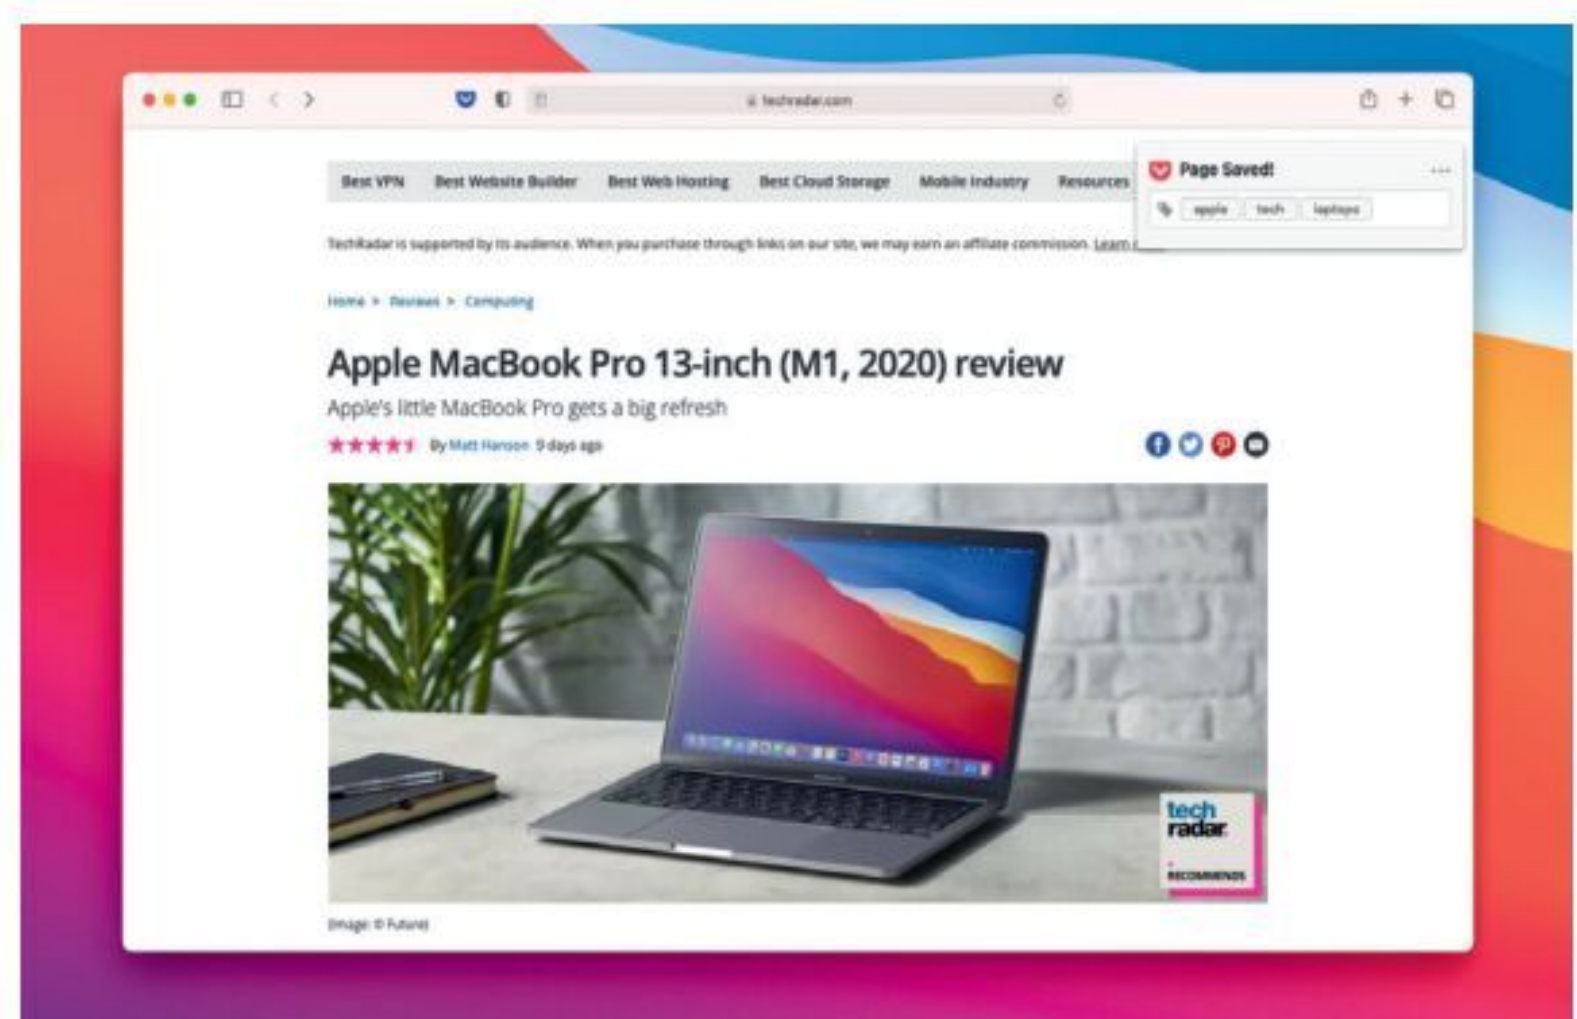 techradar.com
Page Saved!
apple tech laptops
Best VPN Best Website Builder Best Web Hosting Best Cloud Storage Mobile Industry Resources
TechRadar is supported by its audience. When you purchase through links on our site, we may earn an affiliate commission. Learn
Home > Reviews > Computing
Apple MacBook Pro 13-inch (M1, 2020) review
Apple's little MacBook Pro gets a big refresh
By Matt Hanson 9 days ago
tech
radar.
RECOMMENDS
(Image: © Future)